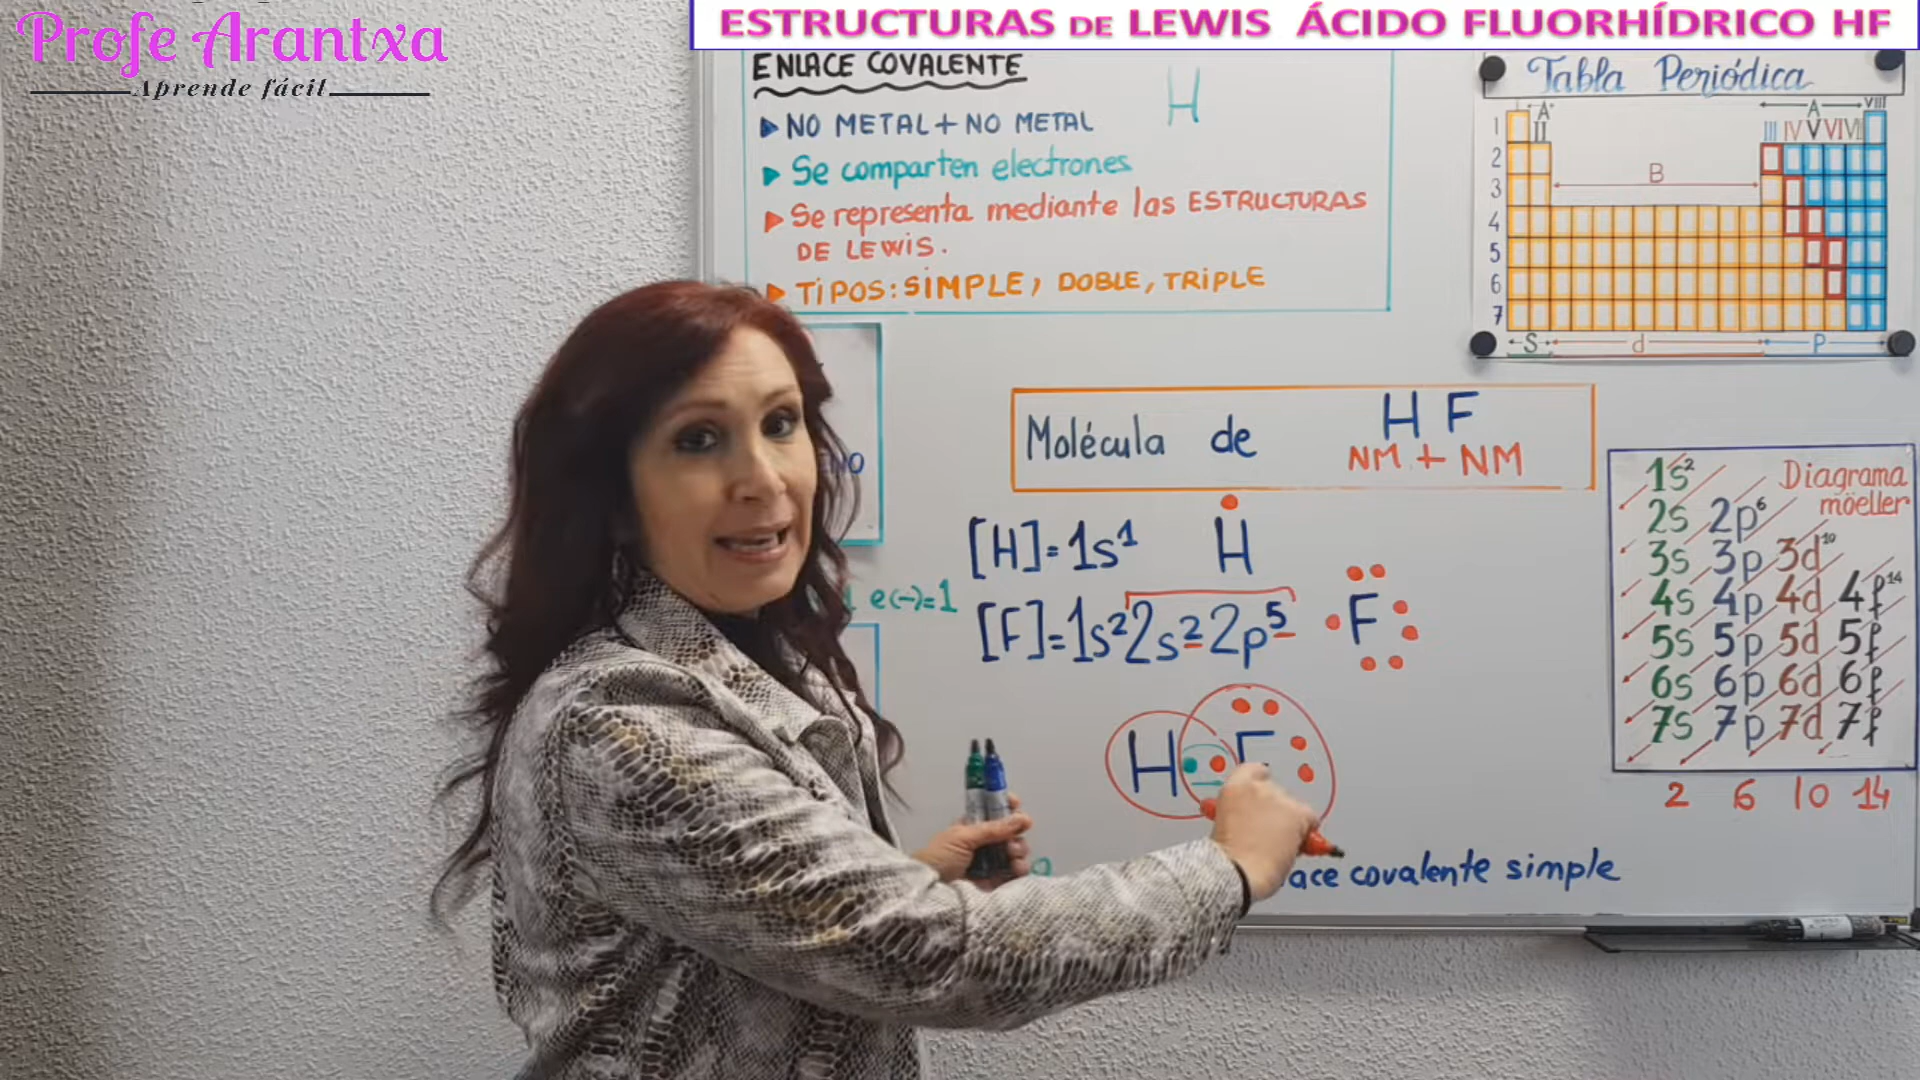 Profe Arantxa
Aprende fácil
ESTRUCTURAS DE LEWIS ÁCIDO FLUORHÍDRICO HF
ENLACE COVALENTE
H
NO METAL + NO METAL
Se comparten electrones
Se representa mediante las ESTRUCTURAS
DE LEWIS.
TIPOS: SIMPLE, DOBLE, TRIPLE
Tabla Periódica
A A VIII
I II III IV V VI VII
1
2
3
4
5
6
7
B
S d P
Molécula de H F
NM + NM
[H]=1s¹ H
e(-)=1
[F]=1s²2s²2p⁵ F
H F
covalente simple
Diagrama
möeller
1s²
2s 2p⁶
3s 3p 3d¹⁰
4s 4p 4d 4f¹⁴
5s 5p 5d 5f
6s 6p 6d 6f
7s 7p 7d 7f
2 6 10 14